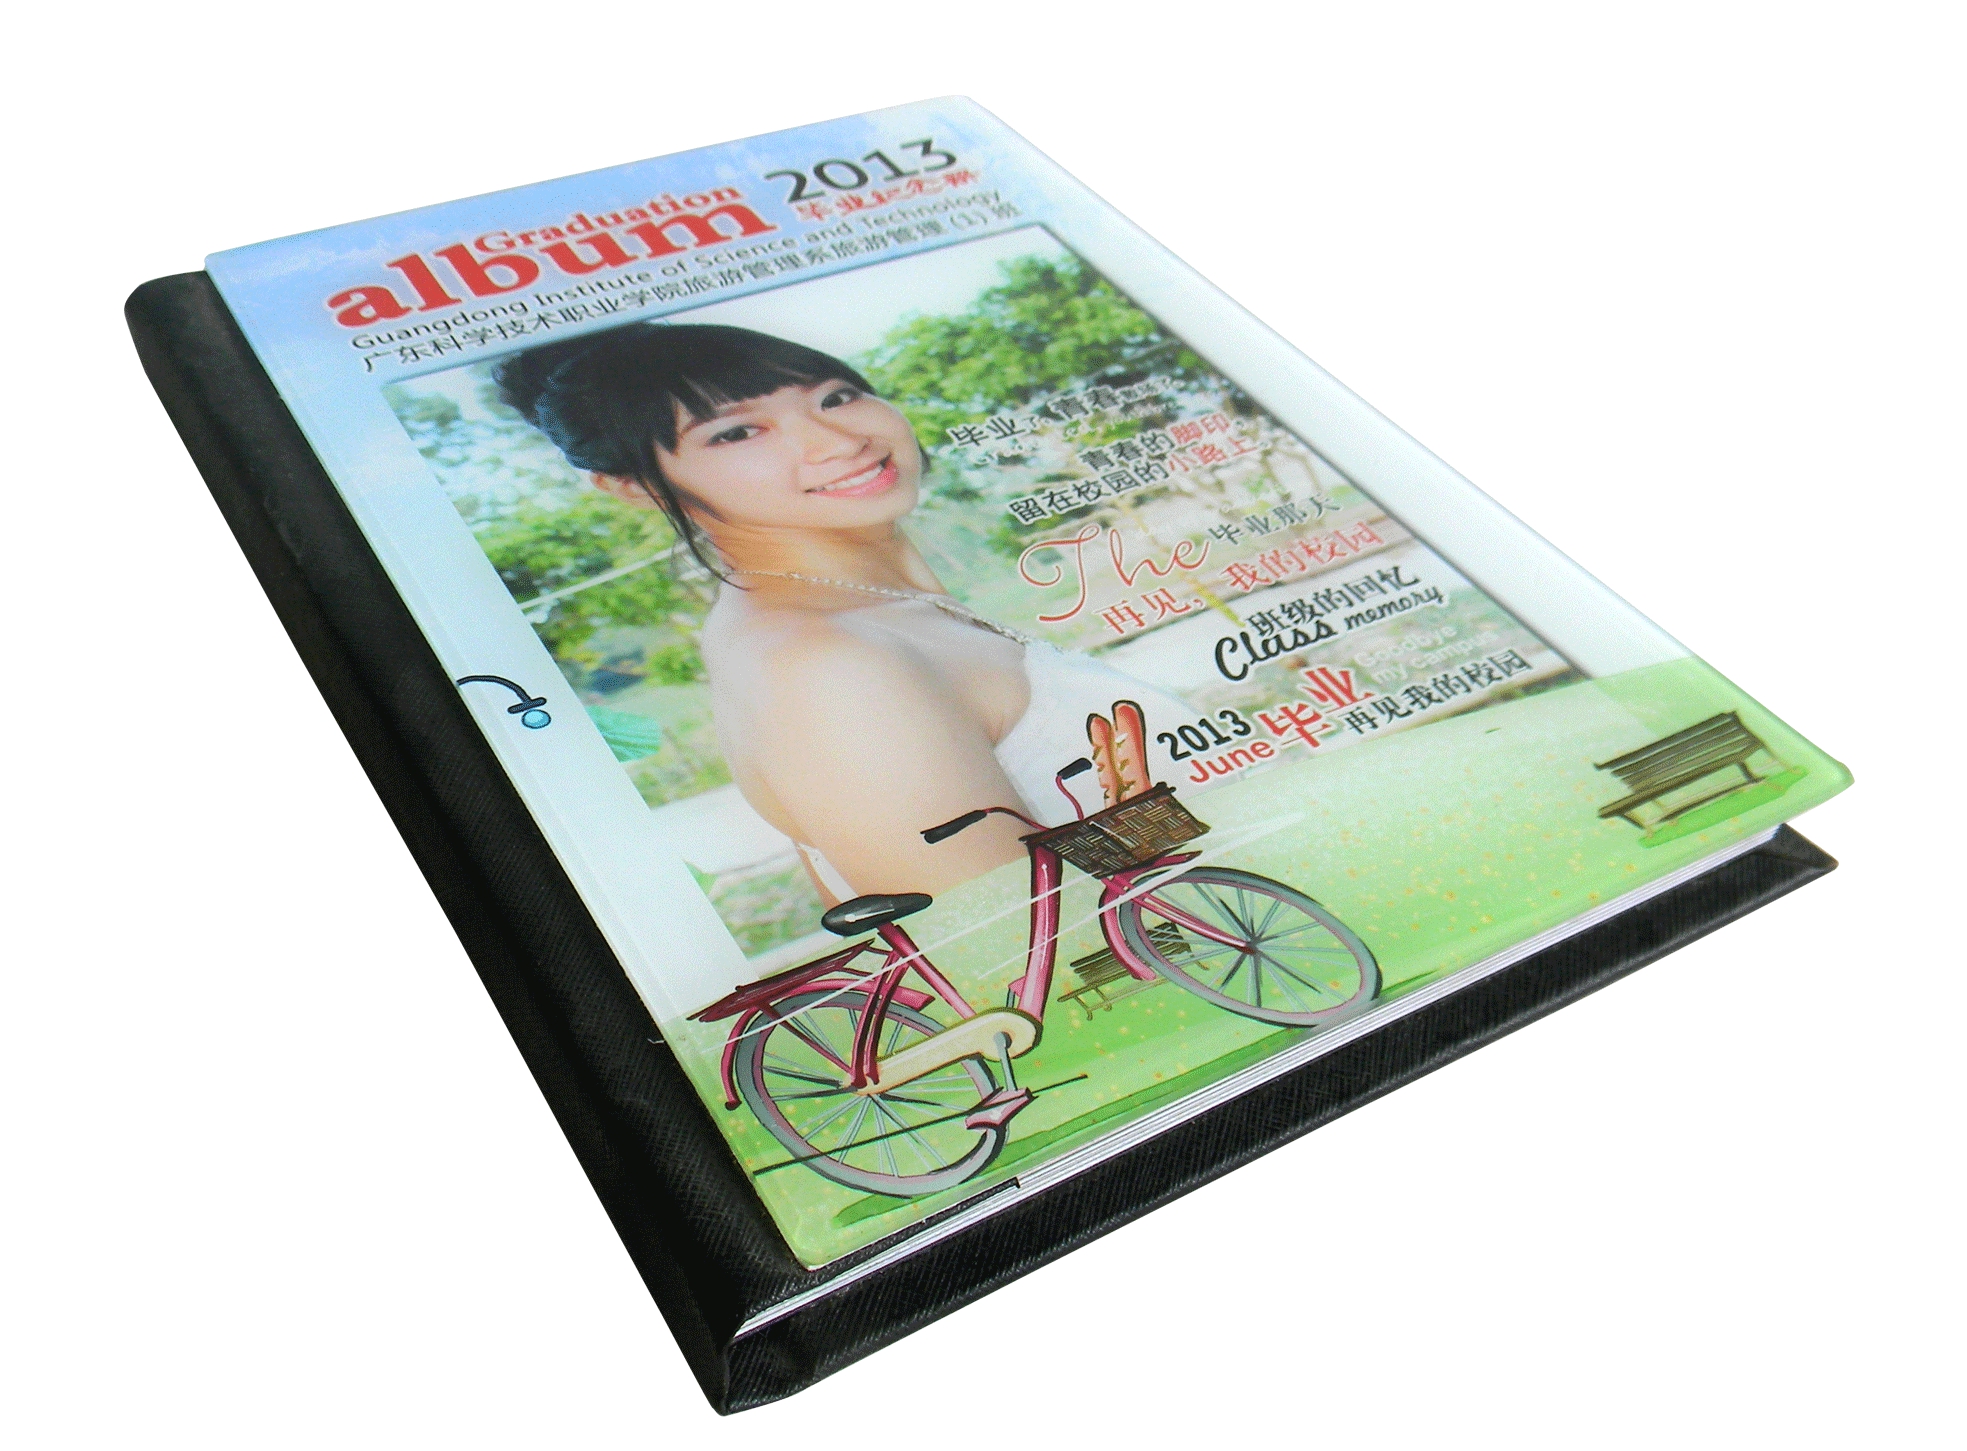 Graduation
album
2013
毕业纪念册
Guangdong Institute of Science and Technology
广东科学技术职业学院旅游管理系旅游管理(1)班
毕业了 青春散场了
青春的脚印,
留在校园的小路上
The 毕业那天
再见,我的校园
班级的回忆
Class memory
Goodbye
my campus
2013
June
毕业
再见我的校园